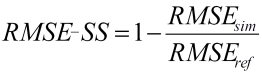 RMSE-SS = 1 - RMSE_sim / RMSE_ref